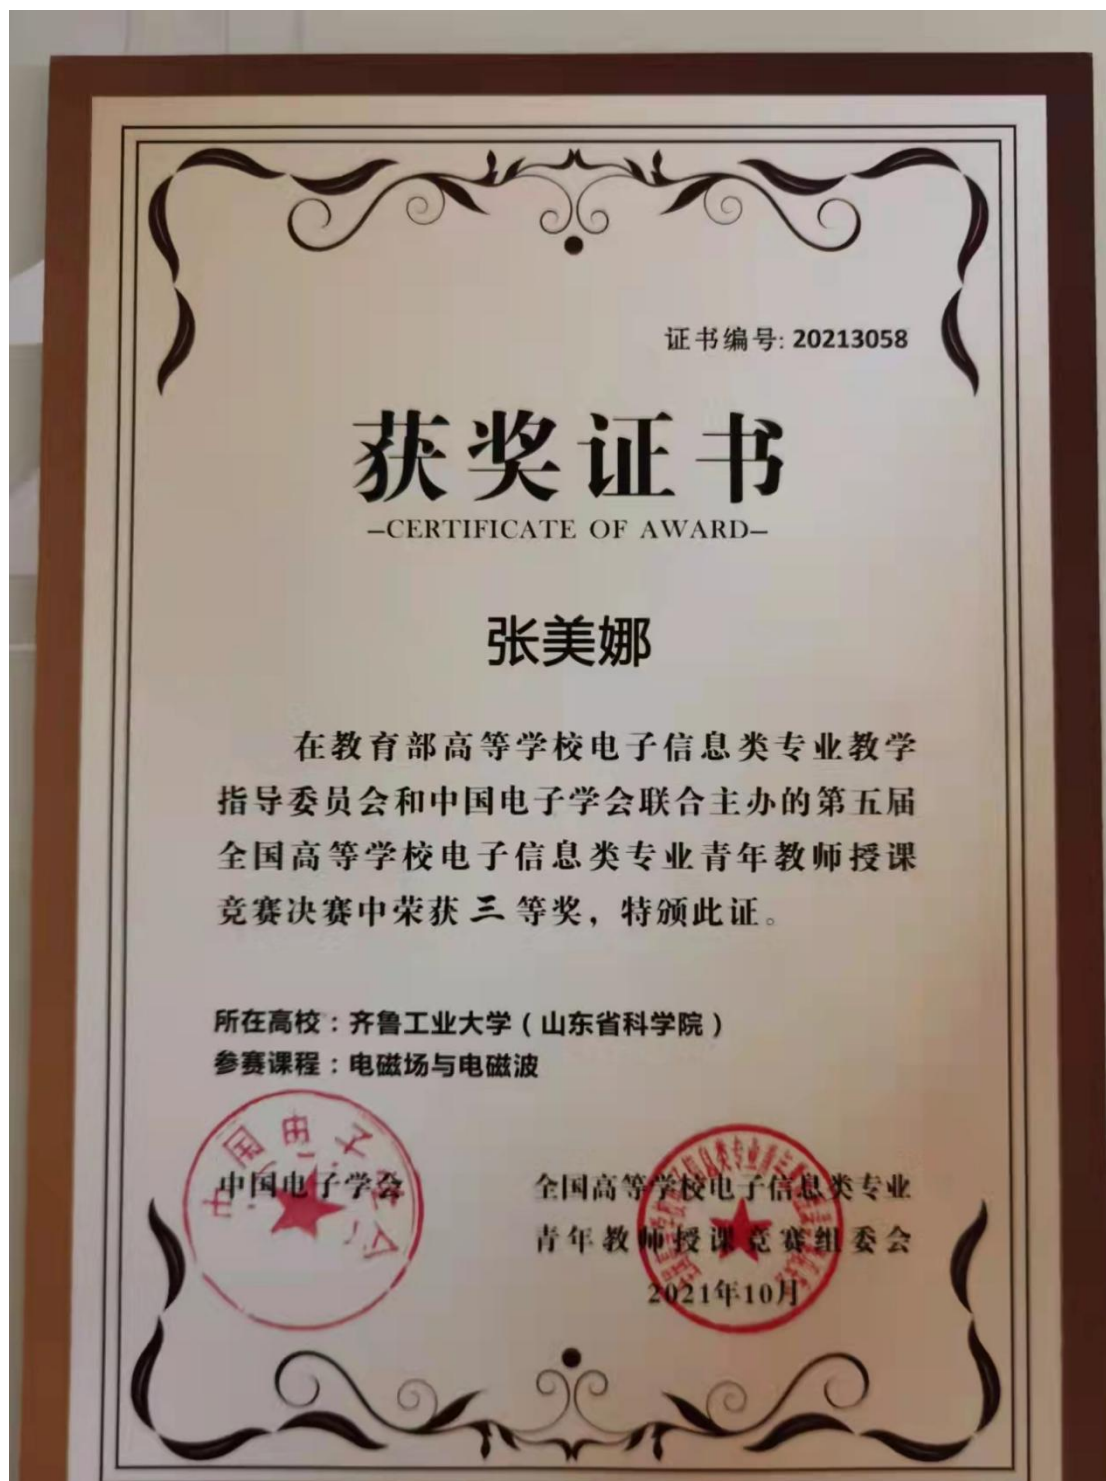 证书编号: 20213058
获奖证书
–CERTIFICATE OF AWARD–
张美娜
在教育部高等学校电子信息类专业教学
指导委员会和中国电子学会联合主办的第五届
全国高等学校电子信息类专业青年教师授课
竞赛决赛中荣获 三 等奖，特颁此证。
所在高校：齐鲁工业大学（山东省科学院）
参赛课程：电磁场与电磁波
中国电子学会
中国电子学会
全国高等学校电子信息类专业
青年教师授课竞赛组委会
2021年10月